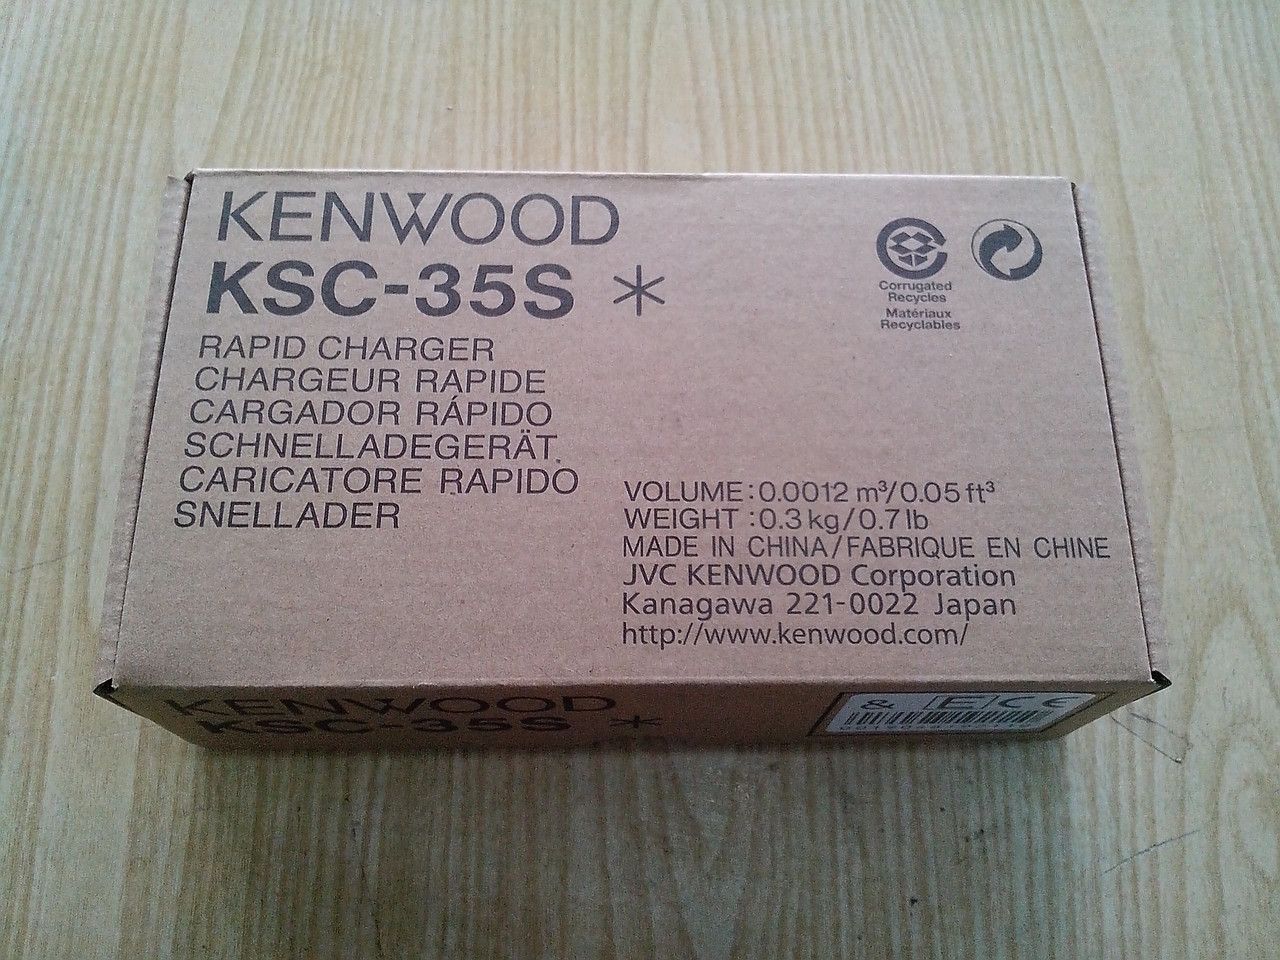 KENWOOD
KSC-35S *
RAPID CHARGER
CHARGEUR RAPIDE
CARGADOR RÁPIDO
SCHNELLADEGERÄT
CARICATORE RAPIDO
SNELLADER
Corrugated
Recycles
Matériaux
Recyclables
VOLUME:0.0012 m³/0.05 ft³
WEIGHT :0.3 kg/0.7 lb
MADE IN CHINA/FABRIQUE EN CHINE
JVC KENWOOD Corporation
Kanagawa 221-0022 Japan
http://www.kenwood.com/
KENWOOD
KSC-35S *
& E CE